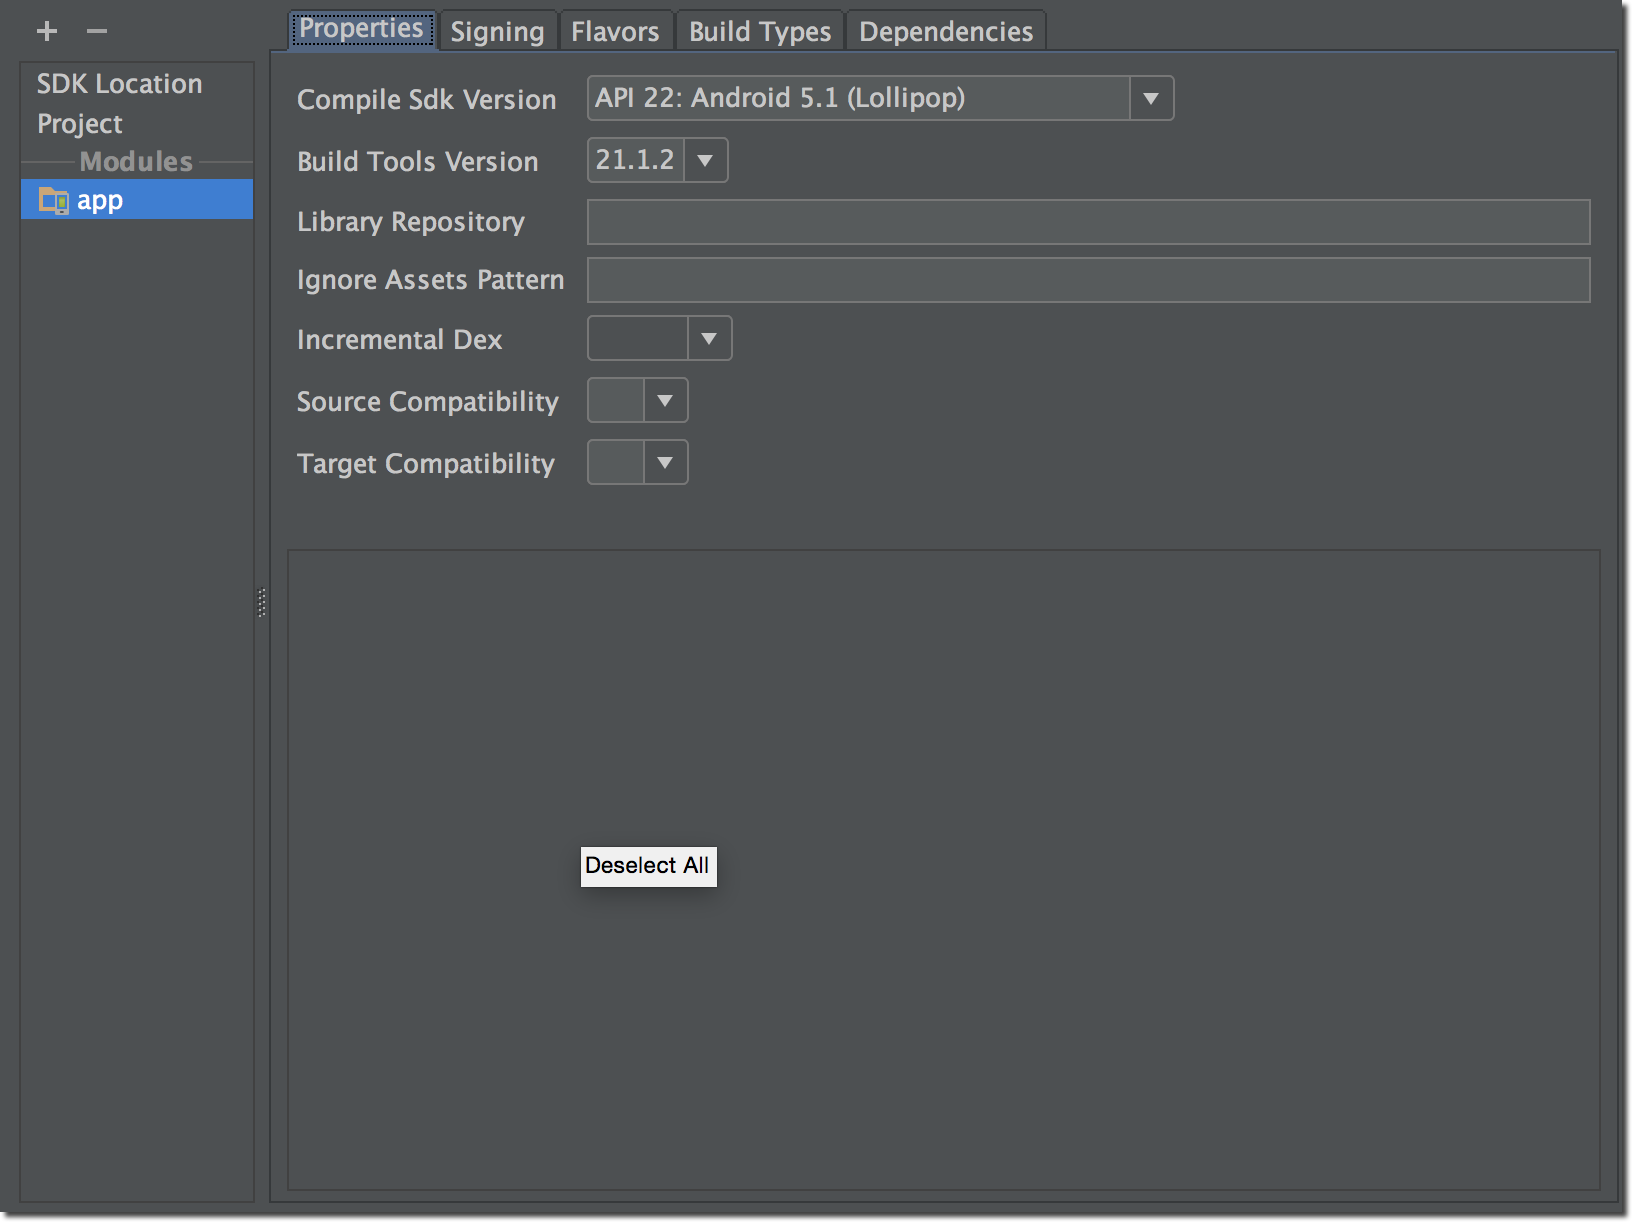 Properties
Signing
Flavors
Build Types
Dependencies
SDK Location
Project
Modules
app
Compile Sdk Version
API 22: Android 5.1 (Lollipop)
Build Tools Version
21.1.2
Library Repository
Ignore Assets Pattern
Incremental Dex
Source Compatibility
Target Compatibility
Deselect All